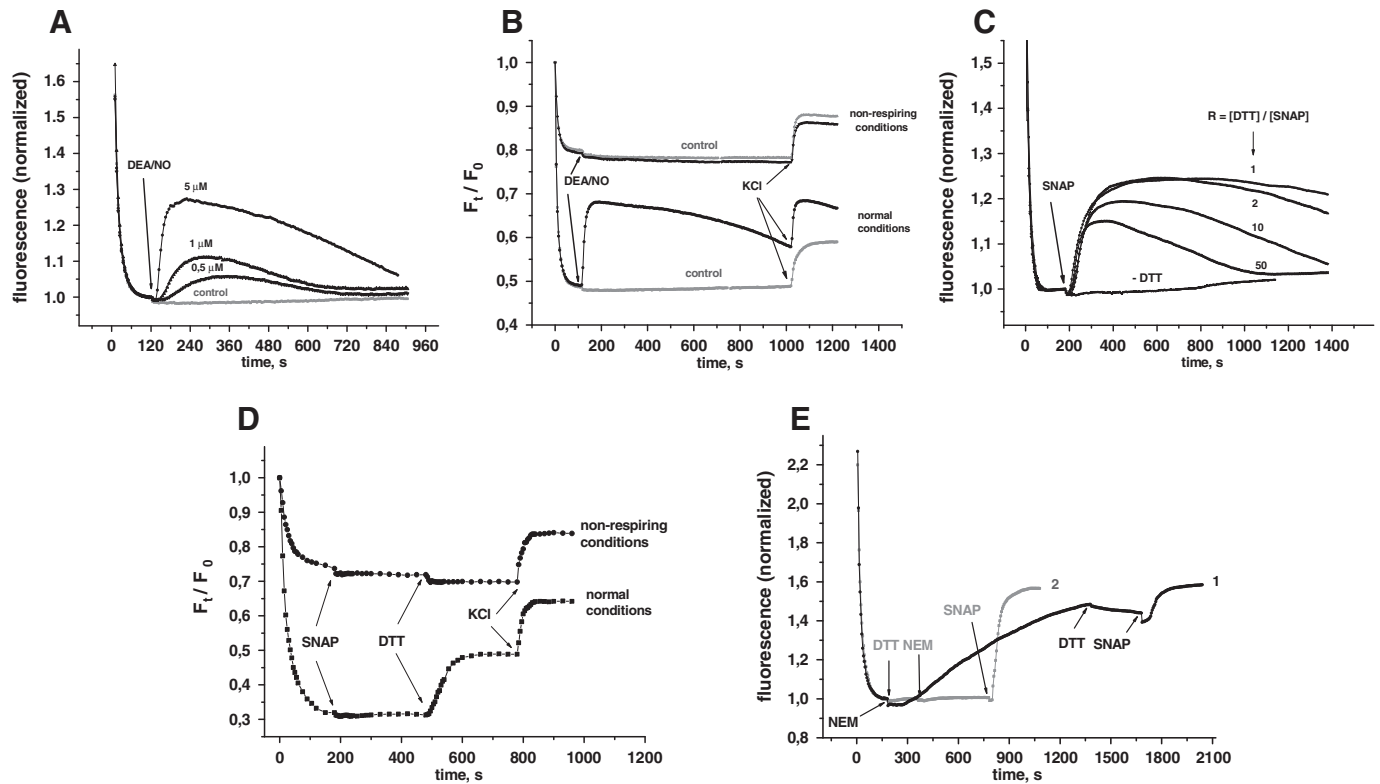 A
fluorescence (normalized)
1.6
1.5
1.4
1.3
1.2
1.1
1.0
DEA/NO
5 μM
1 μM
0,5 μM
control
0 120 240 360 480 600 720 840 960
time, s
B
F_t / F_0
1,0
0,9
0,8
0,7
0,6
0,5
0,4
control
non-respiring
conditions
DEA/NO
KCl
normal
conditions
control
0 200 400 600 800 1000 1200 1400
time, s
C
fluorescence (normalized)
1,5
1,4
1,3
1,2
1,1
1,0
R = [DTT] / [SNAP]
SNAP
1
2
10
50
- DTT
0 200 400 600 800 1000 1200 1400
time, s
D
F_t / F_0
1,0
0,9
0,8
0,7
0,6
0,5
0,4
0,3
non-respiring
conditions
normal
conditions
SNAP
DTT
KCl
0 200 400 600 800 1000 1200
time, s
E
fluorescence (normalized)
2,2
2,0
1,8
1,6
1,4
1,2
1,0
0,8
2
1
SNAP
DTT NEM
DTT SNAP
NEM
0 300 600 900 1200 1500 1800 2100
time, s